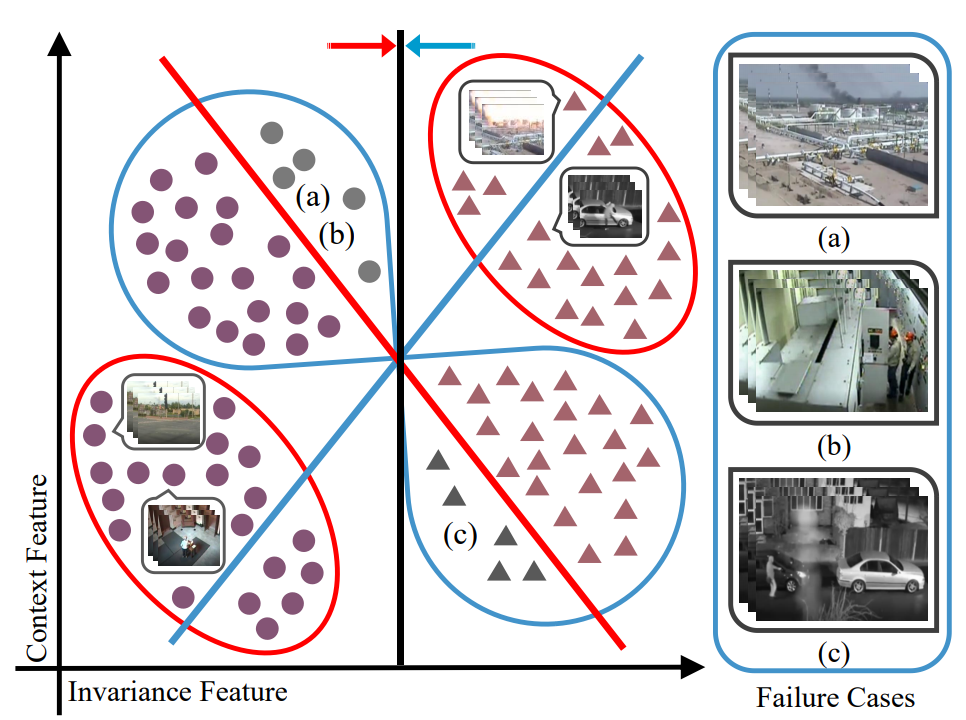 (a)
(b)
(c)
Context Feature
Invariance Feature
(a)
(b)
(c)
Failure Cases